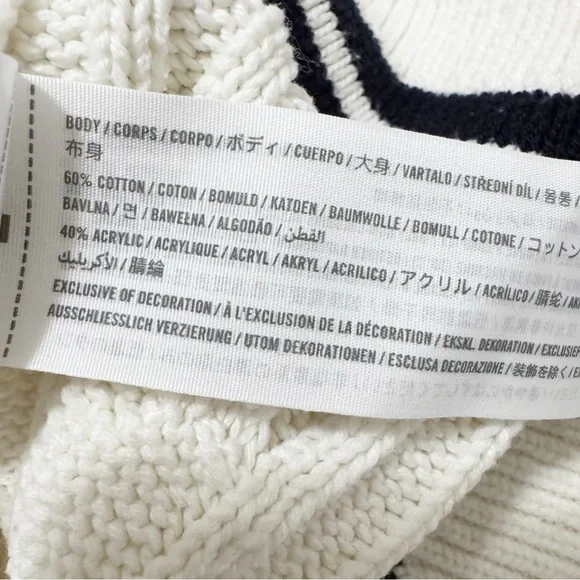 BODY / CORPS / CORPO / ボディ / CUERPO / 大身 / VARTALO / STŘEDNÍ DÍL / 몸통 /
布身
60% COTTON / COTON / BOMULD / KATOEN / BAUMWOLLE / BOMULL / COTONE / コットン
BAVLNA / 면 / BAWEŁNA / ALGODÃO / القطن
40% ACRYLIC / ACRYLIQUE / ACRYL / AKRYL / ACRILICO / アクリル / ACRÍLICO / 腈纶 /
الأكريليك / 腈綸
EXCLUSIVE OF DECORATION / À L'EXCLUSION DE LA DÉCORATION / EKSKL. DEKORATION /
AUSSCHLIESSLICH VERZIERUNG / UTOM DEKORATIONEN / ESCLUSA DECORAZIONE / 装飾を除く /